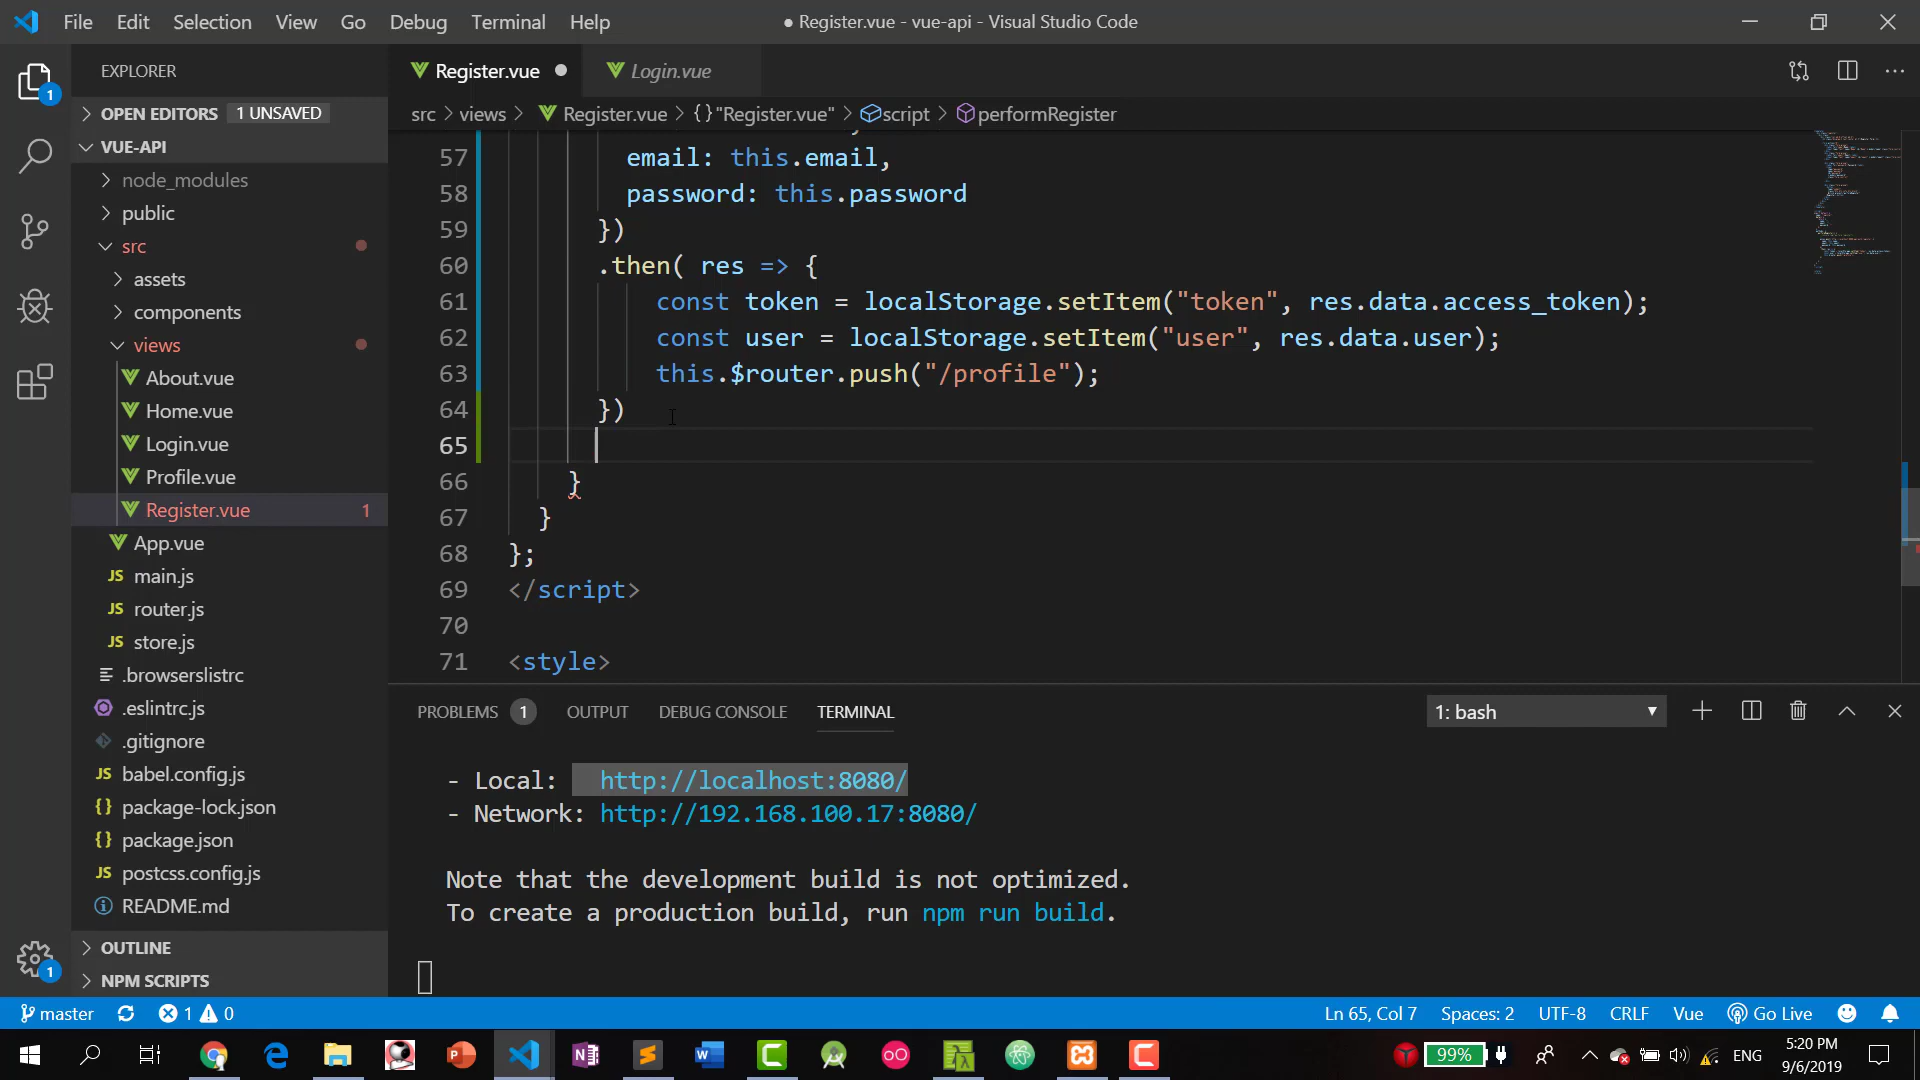 File Edit Selection View Go Debug Terminal Help
● Register.vue - vue-api - Visual Studio Code
EXPLORER
OPEN EDITORS 1 UNSAVED
VUE-API
node_modules
public
src
assets
components
views
About.vue
Home.vue
Login.vue
Profile.vue
Register.vue 1
App.vue
JS main.js
JS router.js
JS store.js
.browserslistrc
.eslintrc.js
.gitignore
JS babel.config.js
{} package-lock.json
{} package.json
JS postcss.config.js
README.md
OUTLINE
NPM SCRIPTS
1
1
Register.vue ●
Login.vue
src > views > Register.vue > {} "Register.vue" > script > performRegister
57 email: this.email,
58 password: this.password
59 })
60 .then( res => {
61 const token = localStorage.setItem("token", res.data.access_token);
62 const user = localStorage.setItem("user", res.data.user);
63 this.$router.push("/profile");
64 })
65
66 }
67 }
68 };
69 </script>
70
71 <style>
PROBLEMS 1 OUTPUT DEBUG CONSOLE TERMINAL
1: bash
- Local: http://localhost:8080/
- Network: http://192.168.100.17:8080/
Note that the development build is not optimized.
To create a production build, run npm run build.
master 1 0
Ln 65, Col 7 Spaces: 2 UTF-8 CRLF Vue Go Live
99% ENG
5:20 PM
9/6/2019